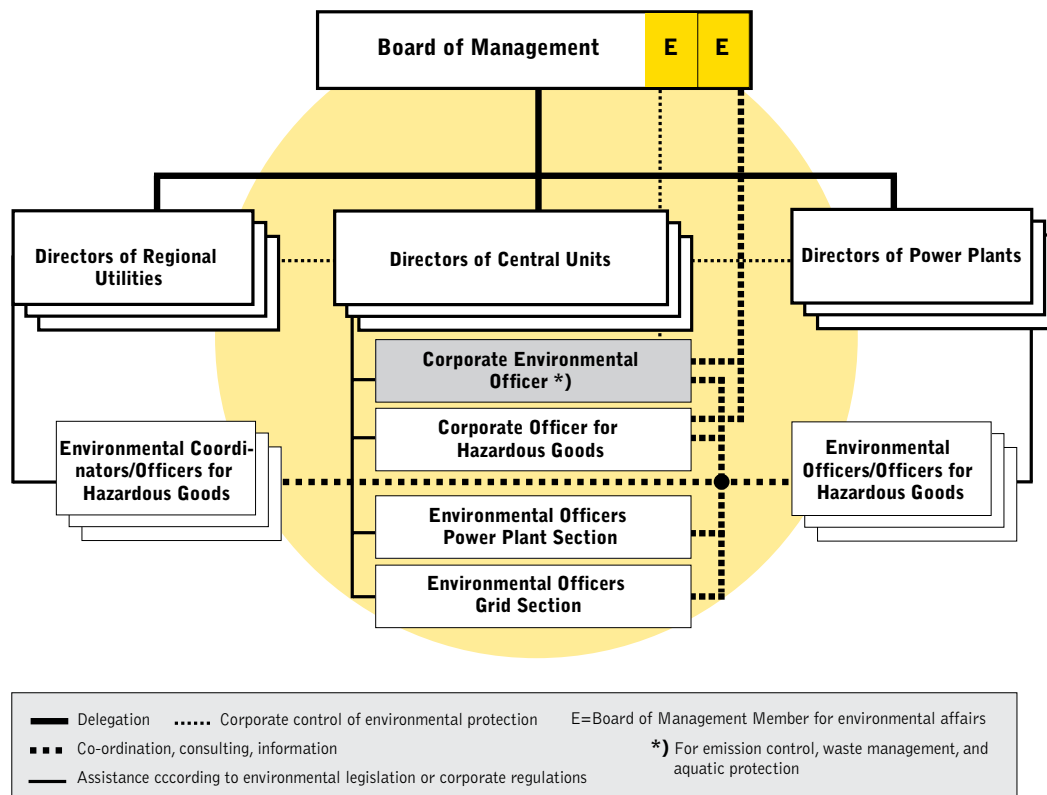 Board of Management
E
E
Directors of Regional
Utilities
Directors of Central Units
Directors of Power Plants
Corporate Environmental
Officer *)
Corporate Officer for
Hazardous Goods
Environmental Coordi-
nators/Officers for
Hazardous Goods
Environmental
Officers/Officers for
Hazardous Goods
Environmental Officers
Power Plant Section
Environmental Officers
Grid Section
Delegation
Corporate control of environmental protection
E=Board of Management Member for environmental affairs
Co-ordination, consulting, information
*) For emission control, waste management, and
aquatic protection
Assistance cccording to environmental legislation or corporate regulations